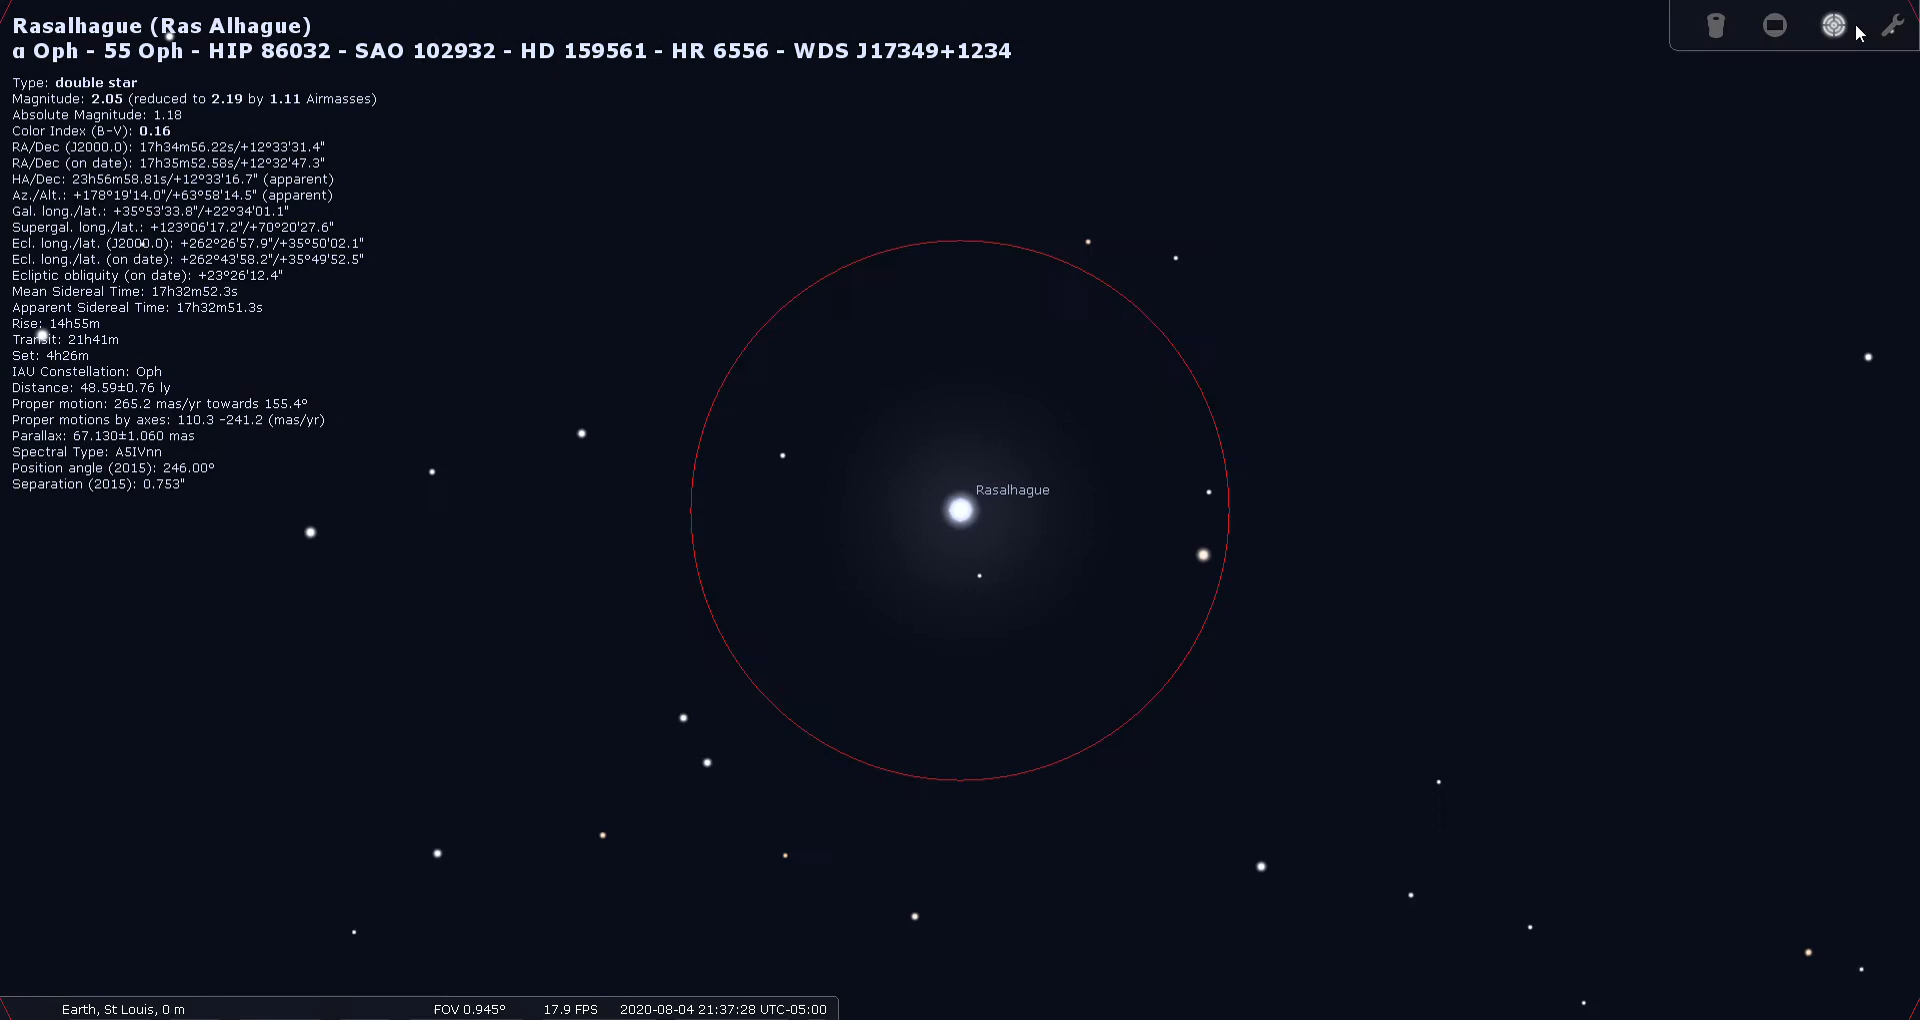 Rasalhague (Ras Alhague)
α Oph - 55 Oph - HIP 86032 - SAO 102932 - HD 159561 - HR 6556 - WDS J17349+1234
Type: double star
Magnitude: 2.05 (reduced to 2.19 by 1.11 Airmasses)
Absolute Magnitude: 1.18
Color Index (B-V): 0.16
RA/Dec (J2000.0): 17h34m56.22s/+12°33'31.4"
RA/Dec (on date): 17h35m52.58s/+12°32'47.3"
HA/Dec: 23h56m58.81s/+12°33'16.7" (apparent)
Az./Alt.: +178°19'14.0"/+63°58'14.5" (apparent)
Gal. long./lat.: +35°53'33.8"/+22°34'01.1"
Supergal. long./lat.: +123°06'17.2"/+70°20'27.6"
Ecl. long./lat. (J2000.0): +262°26'57.9"/+35°50'02.1"
Ecl. long./lat. (on date): +262°43'58.2"/+35°49'52.5"
Ecliptic obliquity (on date): +23°26'12.4"
Mean Sidereal Time: 17h32m52.3s
Apparent Sidereal Time: 17h32m51.3s
Rise: 14h55m
Transit: 21h41m
Set: 4h26m
IAU Constellation: Oph
Distance: 48.59±0.76 ly
Proper motion: 265.2 mas/yr towards 155.4°
Proper motions by axes: 110.3 -241.2 (mas/yr)
Parallax: 67.130±1.060 mas
Spectral Type: A5IVnn
Position angle (2015): 246.00°
Separation (2015): 0.753"
Rasalhague
Earth, St Louis, 0 m FOV 0.945° 17.9 FPS 2020-08-04 21:37:28 UTC-05:00